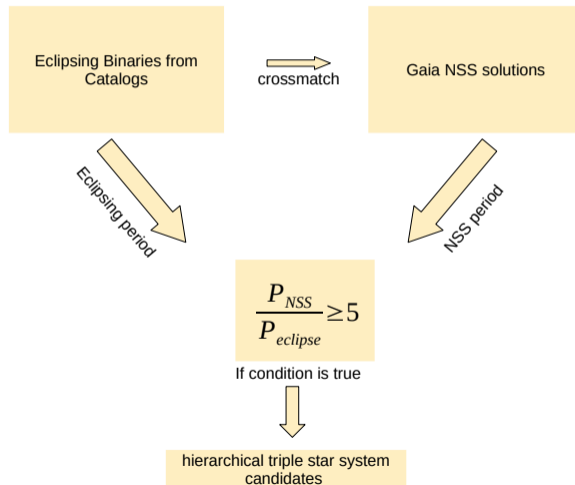 Eclipsing Binaries from
Catalogs
crossmatch
Gaia NSS solutions
Eclipsing period
NSS period
P_NSS / P_eclipse ≥5
If condition is true
hierarchical triple star system
candidates